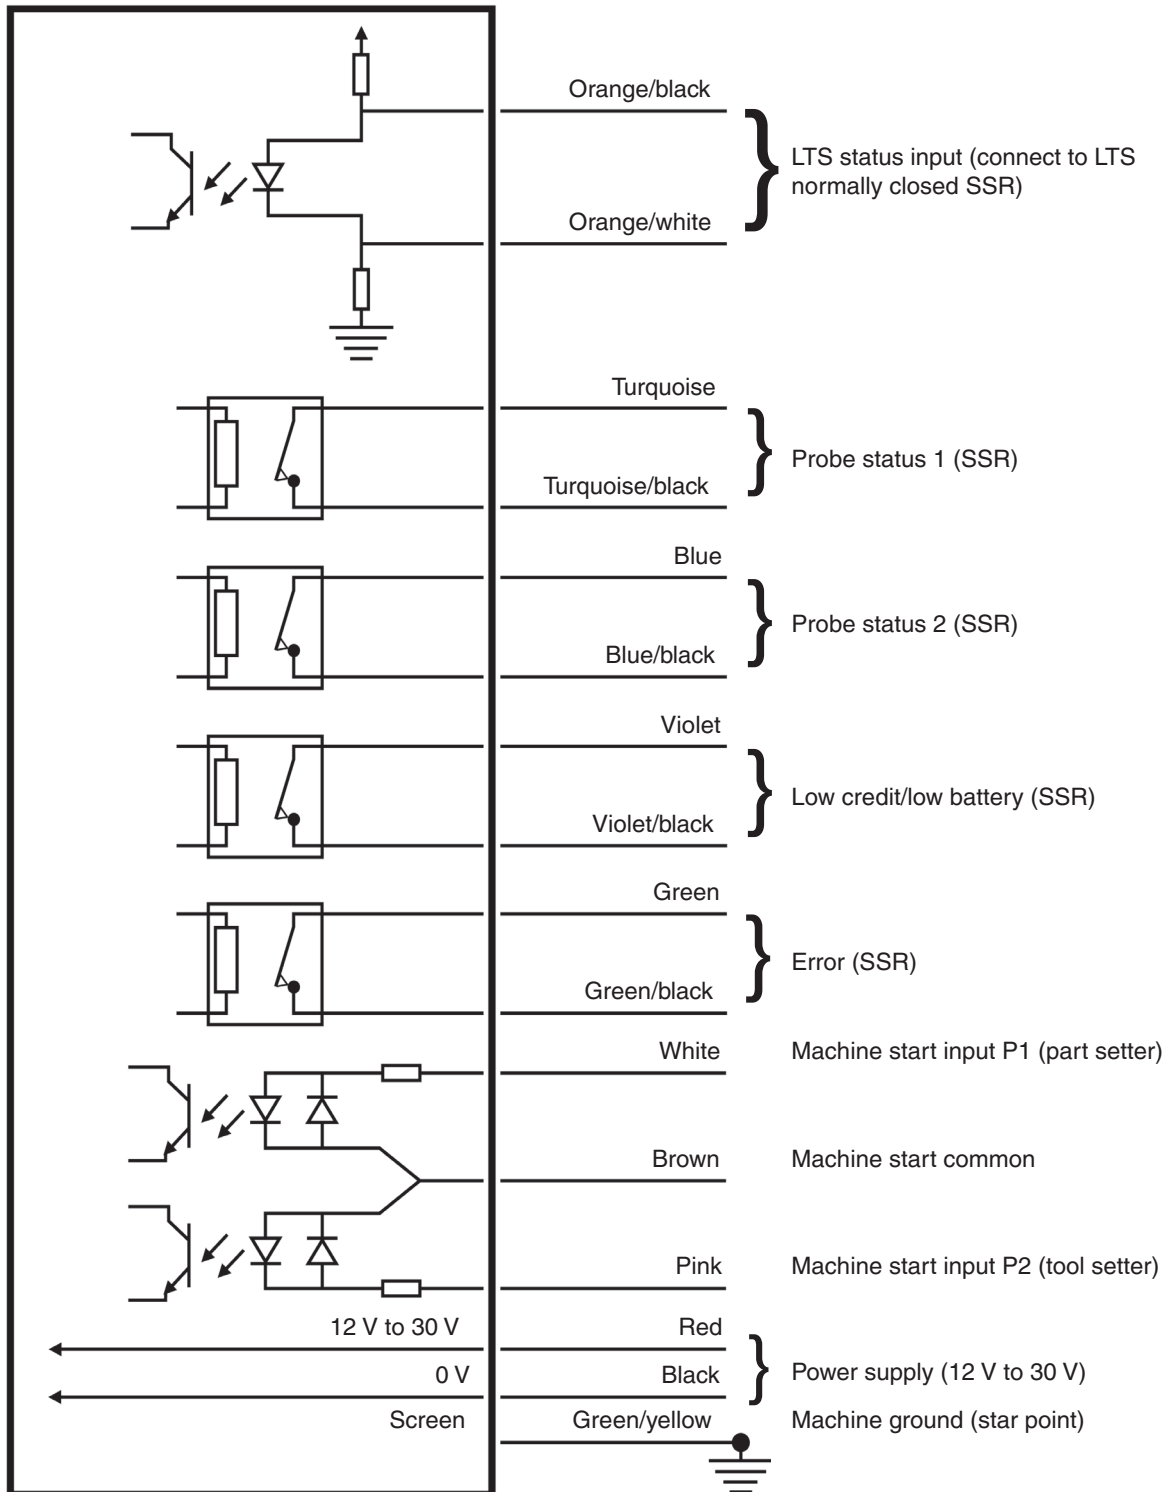 Orange/black
LTS status input (connect to LTS
normally closed SSR)
Orange/white
Turquoise
Probe status 1 (SSR)
Turquoise/black
Blue
Probe status 2 (SSR)
Blue/black
Violet
Low credit/low battery (SSR)
Violet/black
Green
Error (SSR)
Green/black
White Machine start input P1 (part setter)
Brown Machine start common
Pink Machine start input P2 (tool setter)
12 V to 30 V Red
0 V Black Power supply (12 V to 30 V)
Screen Green/yellow Machine ground (star point)